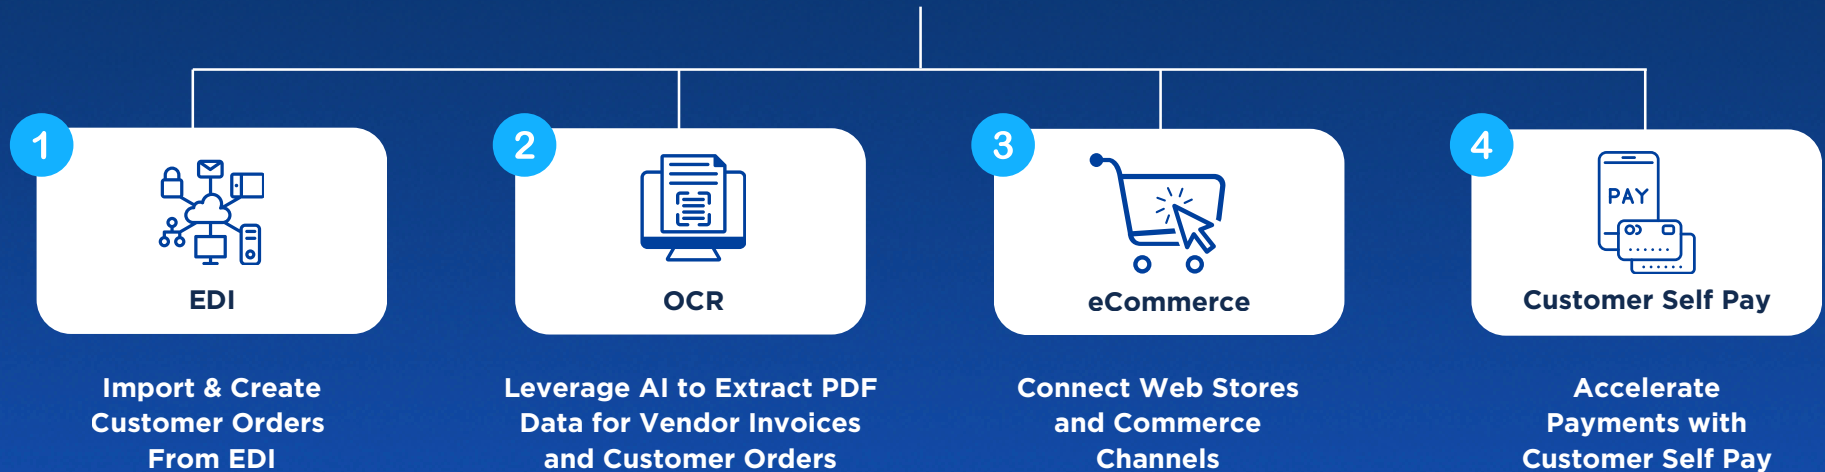 1
EDI
Import & Create
Customer Orders
From EDI
2
OCR
Leverage AI to Extract PDF
Data for Vendor Invoices
and Customer Orders
3
eCommerce
Connect Web Stores
and Commerce
Channels
4
PAY
Customer Self Pay
Accelerate
Payments with
Customer Self Pay